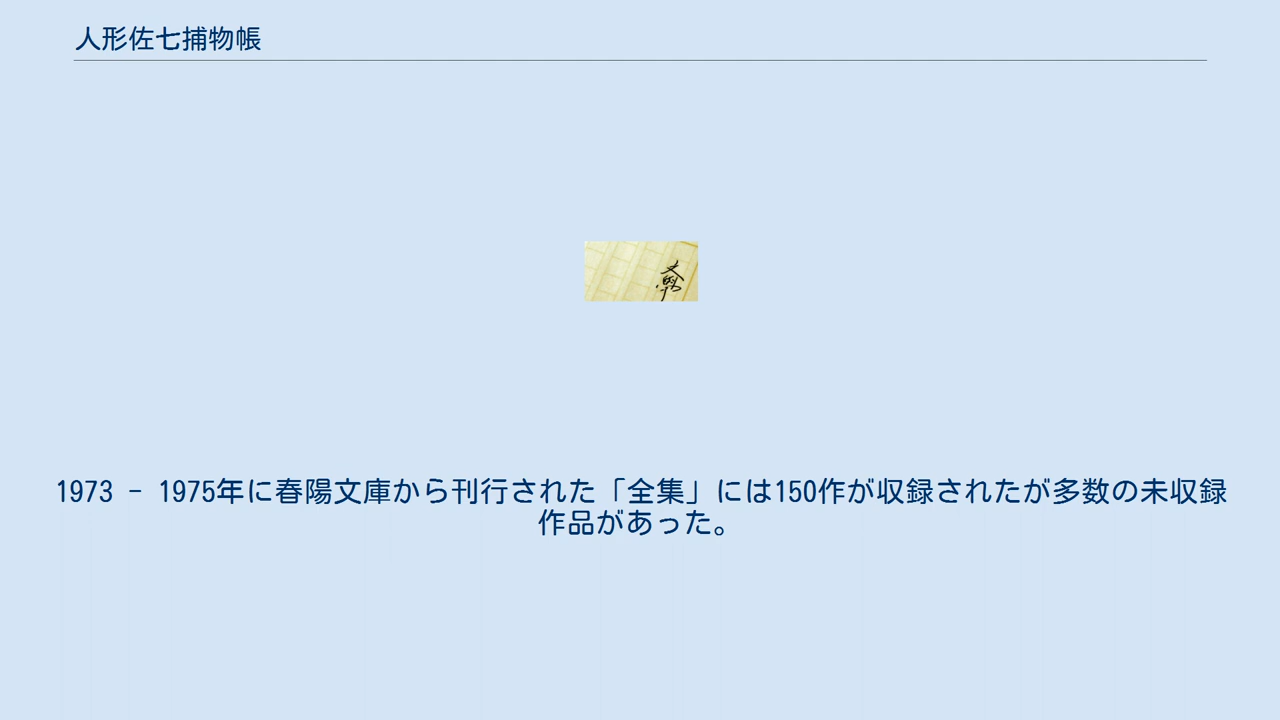 人形佐七捕物帳
1973 - 1975年に春陽文庫から刊行された「全集」には150作が収録されたが多数の未収録
作品があった。